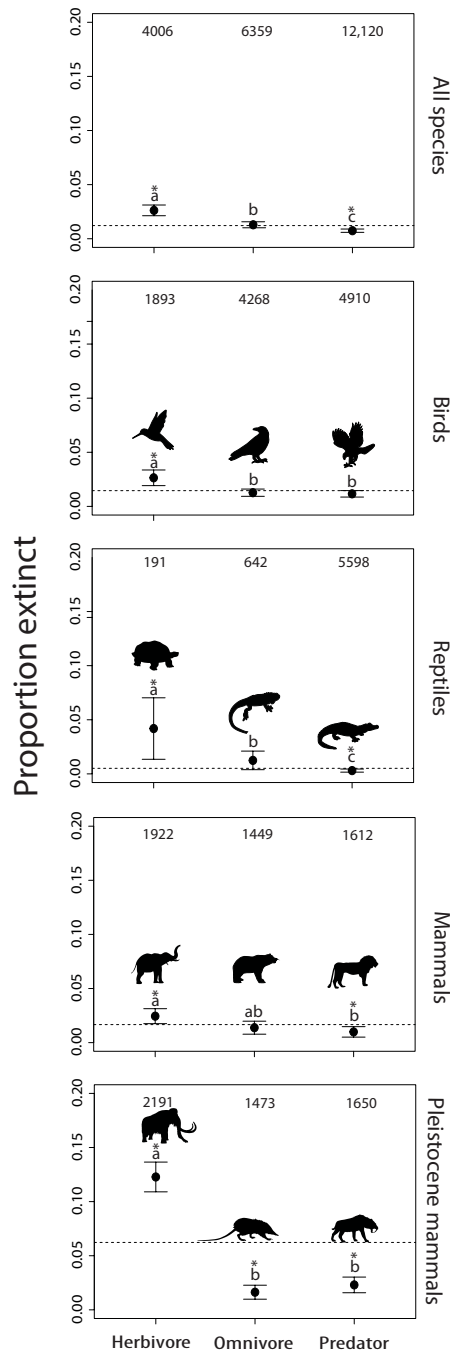 Proportion extinct
4006 6359 12,120
All species
0.20
0.15
0.10
0.05
0.00
* *
a b c
1893 4268 4910
Birds
0.20
0.15
0.10
0.05
0.00
*
a b b
191 642 5598
Reptiles
0.20
0.15
0.10
0.05
0.00
* *
a b c
1922 1449 1612
Mammals
0.20
0.15
0.10
0.05
0.00
* *
a ab b
2191 1473 1650
Pleistocene mammals
0.20
0.15
0.10
0.05
0.00
* * *
a b b
Herbivore Omnivore Predator